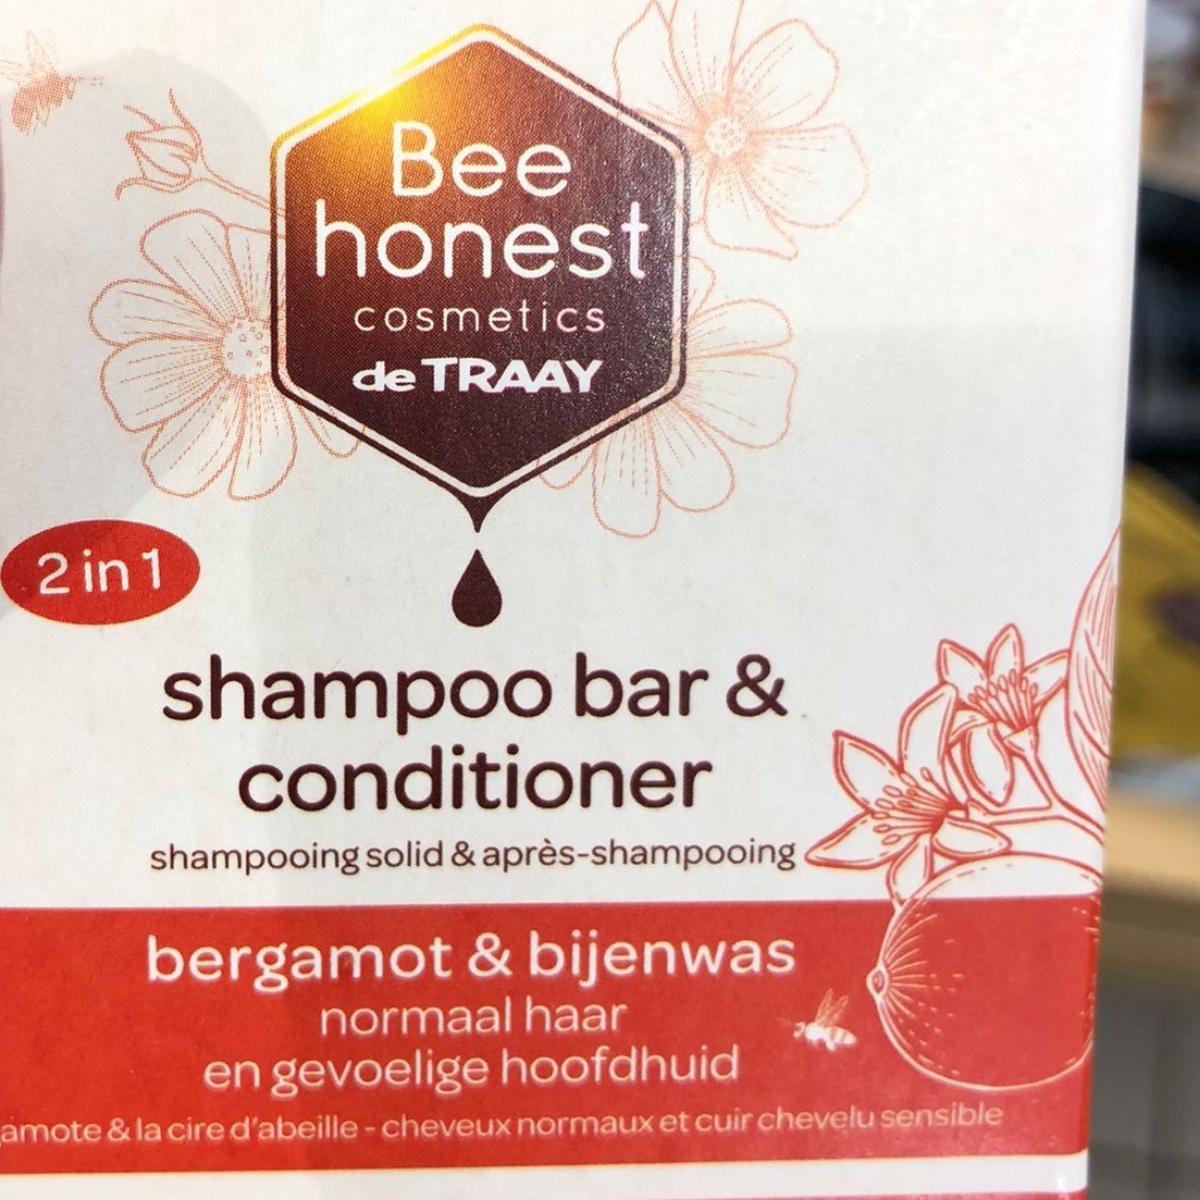 Bee
honest
cosmetics
de TRAAY
2 in 1
shampoo bar &
conditioner
shampooing solid & après-shampooing
bergamot & bijenwas
normaal haar
en gevoelige hoofdhuid
& la cire d'abeille - cheveux normaux et cuir chevelu sensible